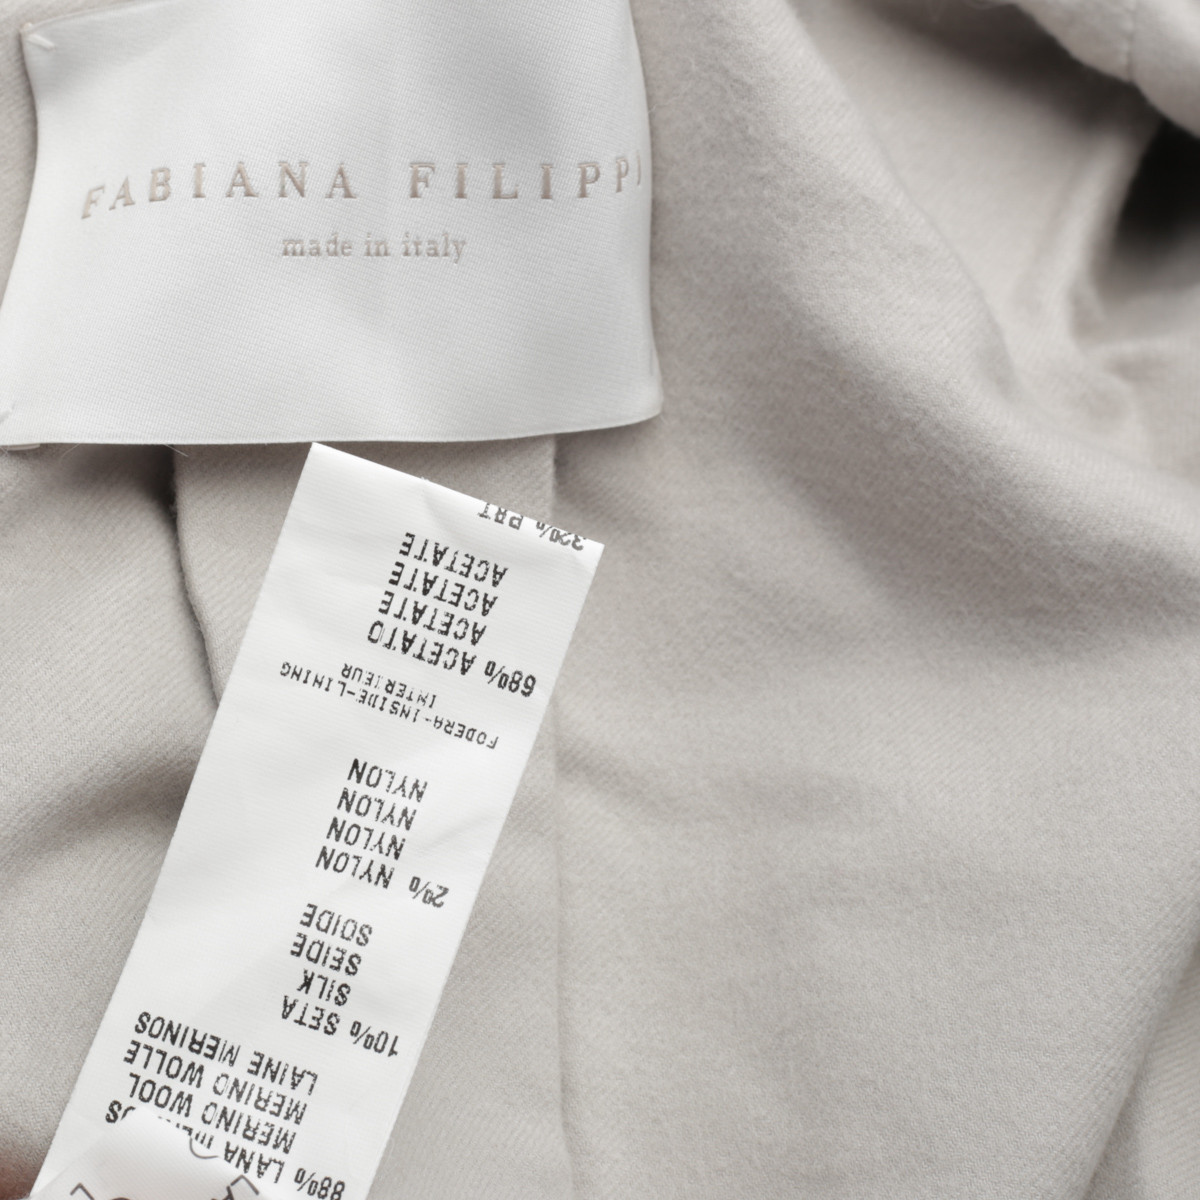 FABIANA FILIPPI
made in italy
88% LANA
MERINO WOOL
MERINO WOLLE
LAINE MERINOS
10% SETA
SILK
SEIDE
SOIDE
2% NYLON
NYLON
NYLON
NYLON
FODERA-INSIDE-LINING
INTERIEUR
68% ACETATO
ACETATE
ACETATE
ACETATE
32%